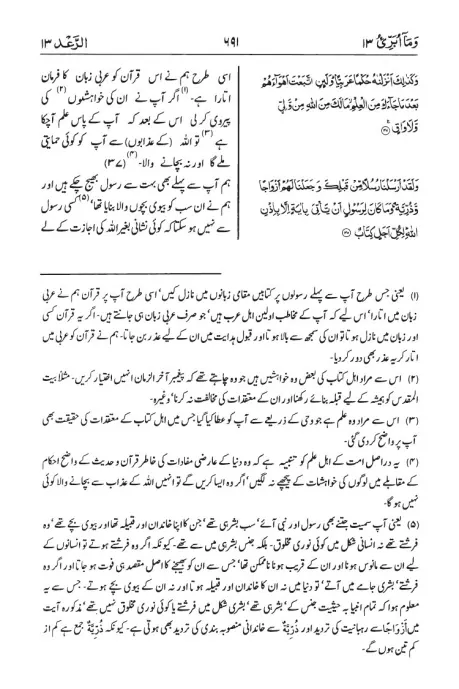 وَمَا أُبَرِّئُ ١٣
٦٩١
الرَّعْد ١٣
وَكَذٰلِكَ اَنْزَلْنٰهُ حُكْمًا عَرَبِيًّا وَلَىِٕنِ اتَّبَعْتَ اَهْوَآءَهُمْ
بَعْدَ مَا جَآءَكَ مِنَ الْعِلْمِ مَالَكَ مِنَ اللهِ مِنْ وَّلِيٍّ
وَّلَا وَاقٍ ۝٣٧
وَلَقَدْ اَرْسَلْنَا رُسُلًا مِّنْ قَبْلِكَ وَجَعَلْنَا لَهُمْ اَزْوَاجًا
وَّذُرِّيَّةً وَمَا كَانَ لِرَسُوْلٍ اَنْ يَّاْتِيَ بِاٰيَةٍ اِلَّا بِاِذْنِ
اللهِ لِكُلِّ اَجَلٍ كِتَابٌ ۝٣٨
اسی طرح ہم نے اس قرآن کو عربی زبان کا فرمان
اتارا ہے۔(۱) اگر آپ نے ان کی خواہشوں (۲) کی
پیروی کر لی اس کے بعد کہ آپ کے پاس علم آچکا
ہے (۳) تو اللہ (کے عذابوں) سے آپ کو کوئی حمایتی
ملے گا اور نہ بچانے والا۔(۴) (۳۷)
ہم آپ سے پہلے بھی بہت سے رسول بھیج چکے ہیں اور
ہم نے ان سب کو بیوی بچوں والا بنایا تھا،(۵) کسی رسول
سے نہیں ہو سکتا کہ کوئی نشانی بغیر اللہ کی اجازت کے لے
(۱) یعنی جس طرح آپ سے پہلے رسولوں پر کتابیں مقامی زبانوں میں نازل کیں، اسی طرح آپ پر قرآن ہم نے عربی
زبان میں اتارا، اس لیے کہ آپ کے مخاطب اولین اہل عرب ہیں، جو صرف عربی زبان ہی جانتے ہیں۔ اگر یہ قرآن کسی
اور زبان میں نازل ہوتا تو ان کی سمجھ سے بالا ہوتا اور قبول ہدایت میں ان کے لیے عذر بن جاتا۔ ہم نے قرآن کو عربی میں
اتار کر یہ عذر بھی دور کردیا۔
(۲) اس سے مراد اہل کتاب کی بعض وہ خواہشیں ہیں جو وہ چاہتے تھے کہ پیغمبر آخر الزمان انہیں اختیار کریں۔ مثلاً بیت
المقدس کو ہمیشہ کے لیے قبلہ بنائے رکھنا اور ان کے معتقدات کی مخالفت نہ کرنا، وغیرہ۔
(۳) اس سے مراد وہ علم ہے جو وحی کے ذریعے سے آپ کو عطا کیا گیا جس میں اہل کتاب کے معتقدات کی حقیقت بھی
آپ پر واضح کردی گئی۔
(۴) یہ دراصل امت کے اہل علم کو تنبیہ ہے کہ وہ دنیا کے عارضی مفادات کی خاطر قرآن و حدیث کے واضح احکام
کے مقابلے میں لوگوں کی خواہشات کے پیچھے نہ لگیں، اگر وہ ایسا کریں گے تو انہیں اللہ کے عذاب سے بچانے والا کوئی
نہیں ہو گا۔
(۵) یعنی آپ سمیت جتنے بھی رسول اور نبی آئے، سب بشر ہی تھے، جن کا اپنا خاندان اور قبیلہ تھا اور بیوی بچے تھے، وہ
فرشتے تھے نہ انسانی شکل میں کوئی نوری مخلوق۔ بلکہ جنس بشر ہی میں سے تھے۔ کیونکہ اگر وہ فرشتے ہوتے تو انسانوں کے
لیے ان سے مانوس ہونا اور ان کے قریب ہونا ناممکن تھا، جس سے ان کو بھیجنے کا اصل مقصد ہی فوت ہو جاتا اور اگر وہ
فرشتے، بشری جامے میں آتے، تو دنیا میں نہ ان کا خاندان اور قبیلہ ہوتا اور نہ ان کے بیوی بچے ہوتے۔ جس سے یہ
معلوم ہوا کہ تمام انبیا بہ حیثیت جنس کے، بشر ہی تھے، بشری شکل میں فرشتے یا کوئی نوری مخلوق نہیں تھے، مذکورہ آیت
میں اَزْوَاجًا سے رہبانیت کی تردید اور ذُرِّيَّةً سے خاندانی منصوبہ بندی کی تردید بھی ہوتی ہے۔ کیونکہ ذُرِّيَّةً جمع ہے کم از
کم تین ہوں گے۔